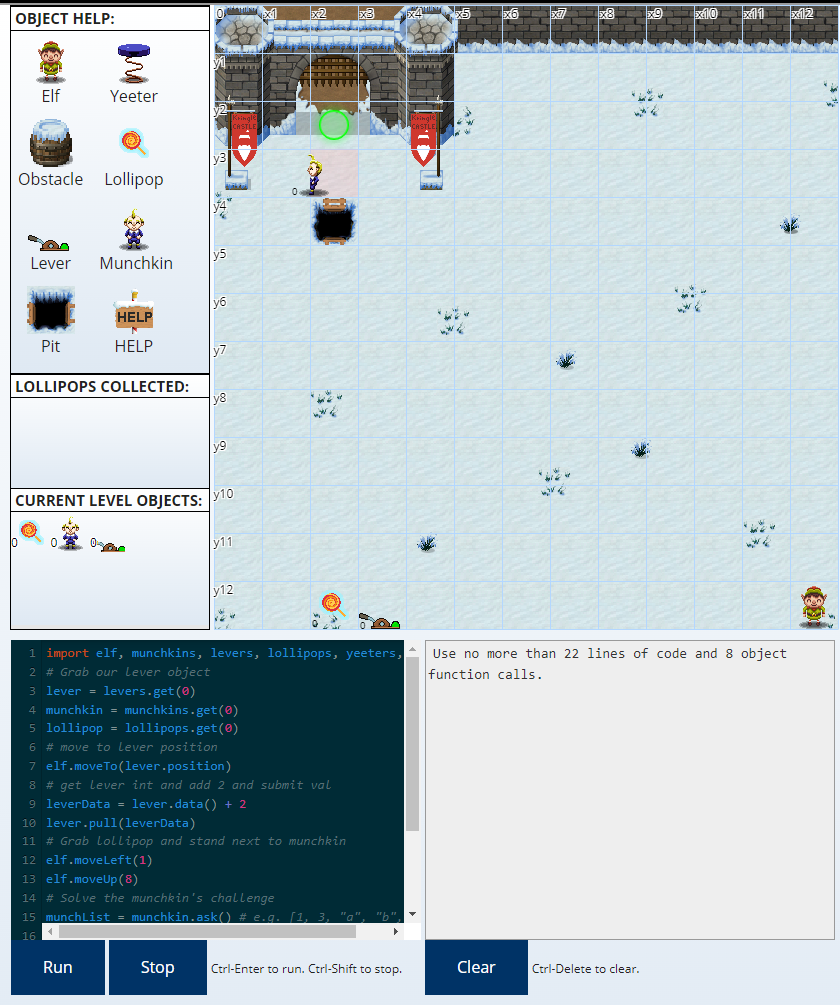 OBJECT HELP:
Elf
Yeeter
Obstacle
Lollipop
Lever
Munchkin
HELP
Pit
HELP
LOLLIPOPS COLLECTED:
CURRENT LEVEL OBJECTS:
0
0
0
0 x1 x2 x3 x4 x5 x6 x7 x8 x9 x10 x11 x12
y1
y2
y3
y4
y5
y6
y7
y8
y9
y10
y11
y12
Kringle
CASTLE
Kringle
CASTLE
0
0
0
1 import elf, munchkins, levers, lollipops, yeeters,
2 # Grab our lever object
3 lever = levers.get(0)
4 munchkin = munchkins.get(0)
5 lollipop = lollipops.get(0)
6 # move to lever position
7 elf.moveTo(lever.position)
8 # get lever int and add 2 and submit val
9 leverData = lever.data() + 2
10 lever.pull(leverData)
11 # Grab lollipop and stand next to munchkin
12 elf.moveLeft(1)
13 elf.moveUp(8)
14 # Solve the munchkin's challenge
15 munchList = munchkin.ask() # e.g. [1, 3, "a", "b",
16
Use no more than 22 lines of code and 8 object
function calls.
Run
Stop
Ctrl-Enter to run. Ctrl-Shift to stop.
Clear
Ctrl-Delete to clear.